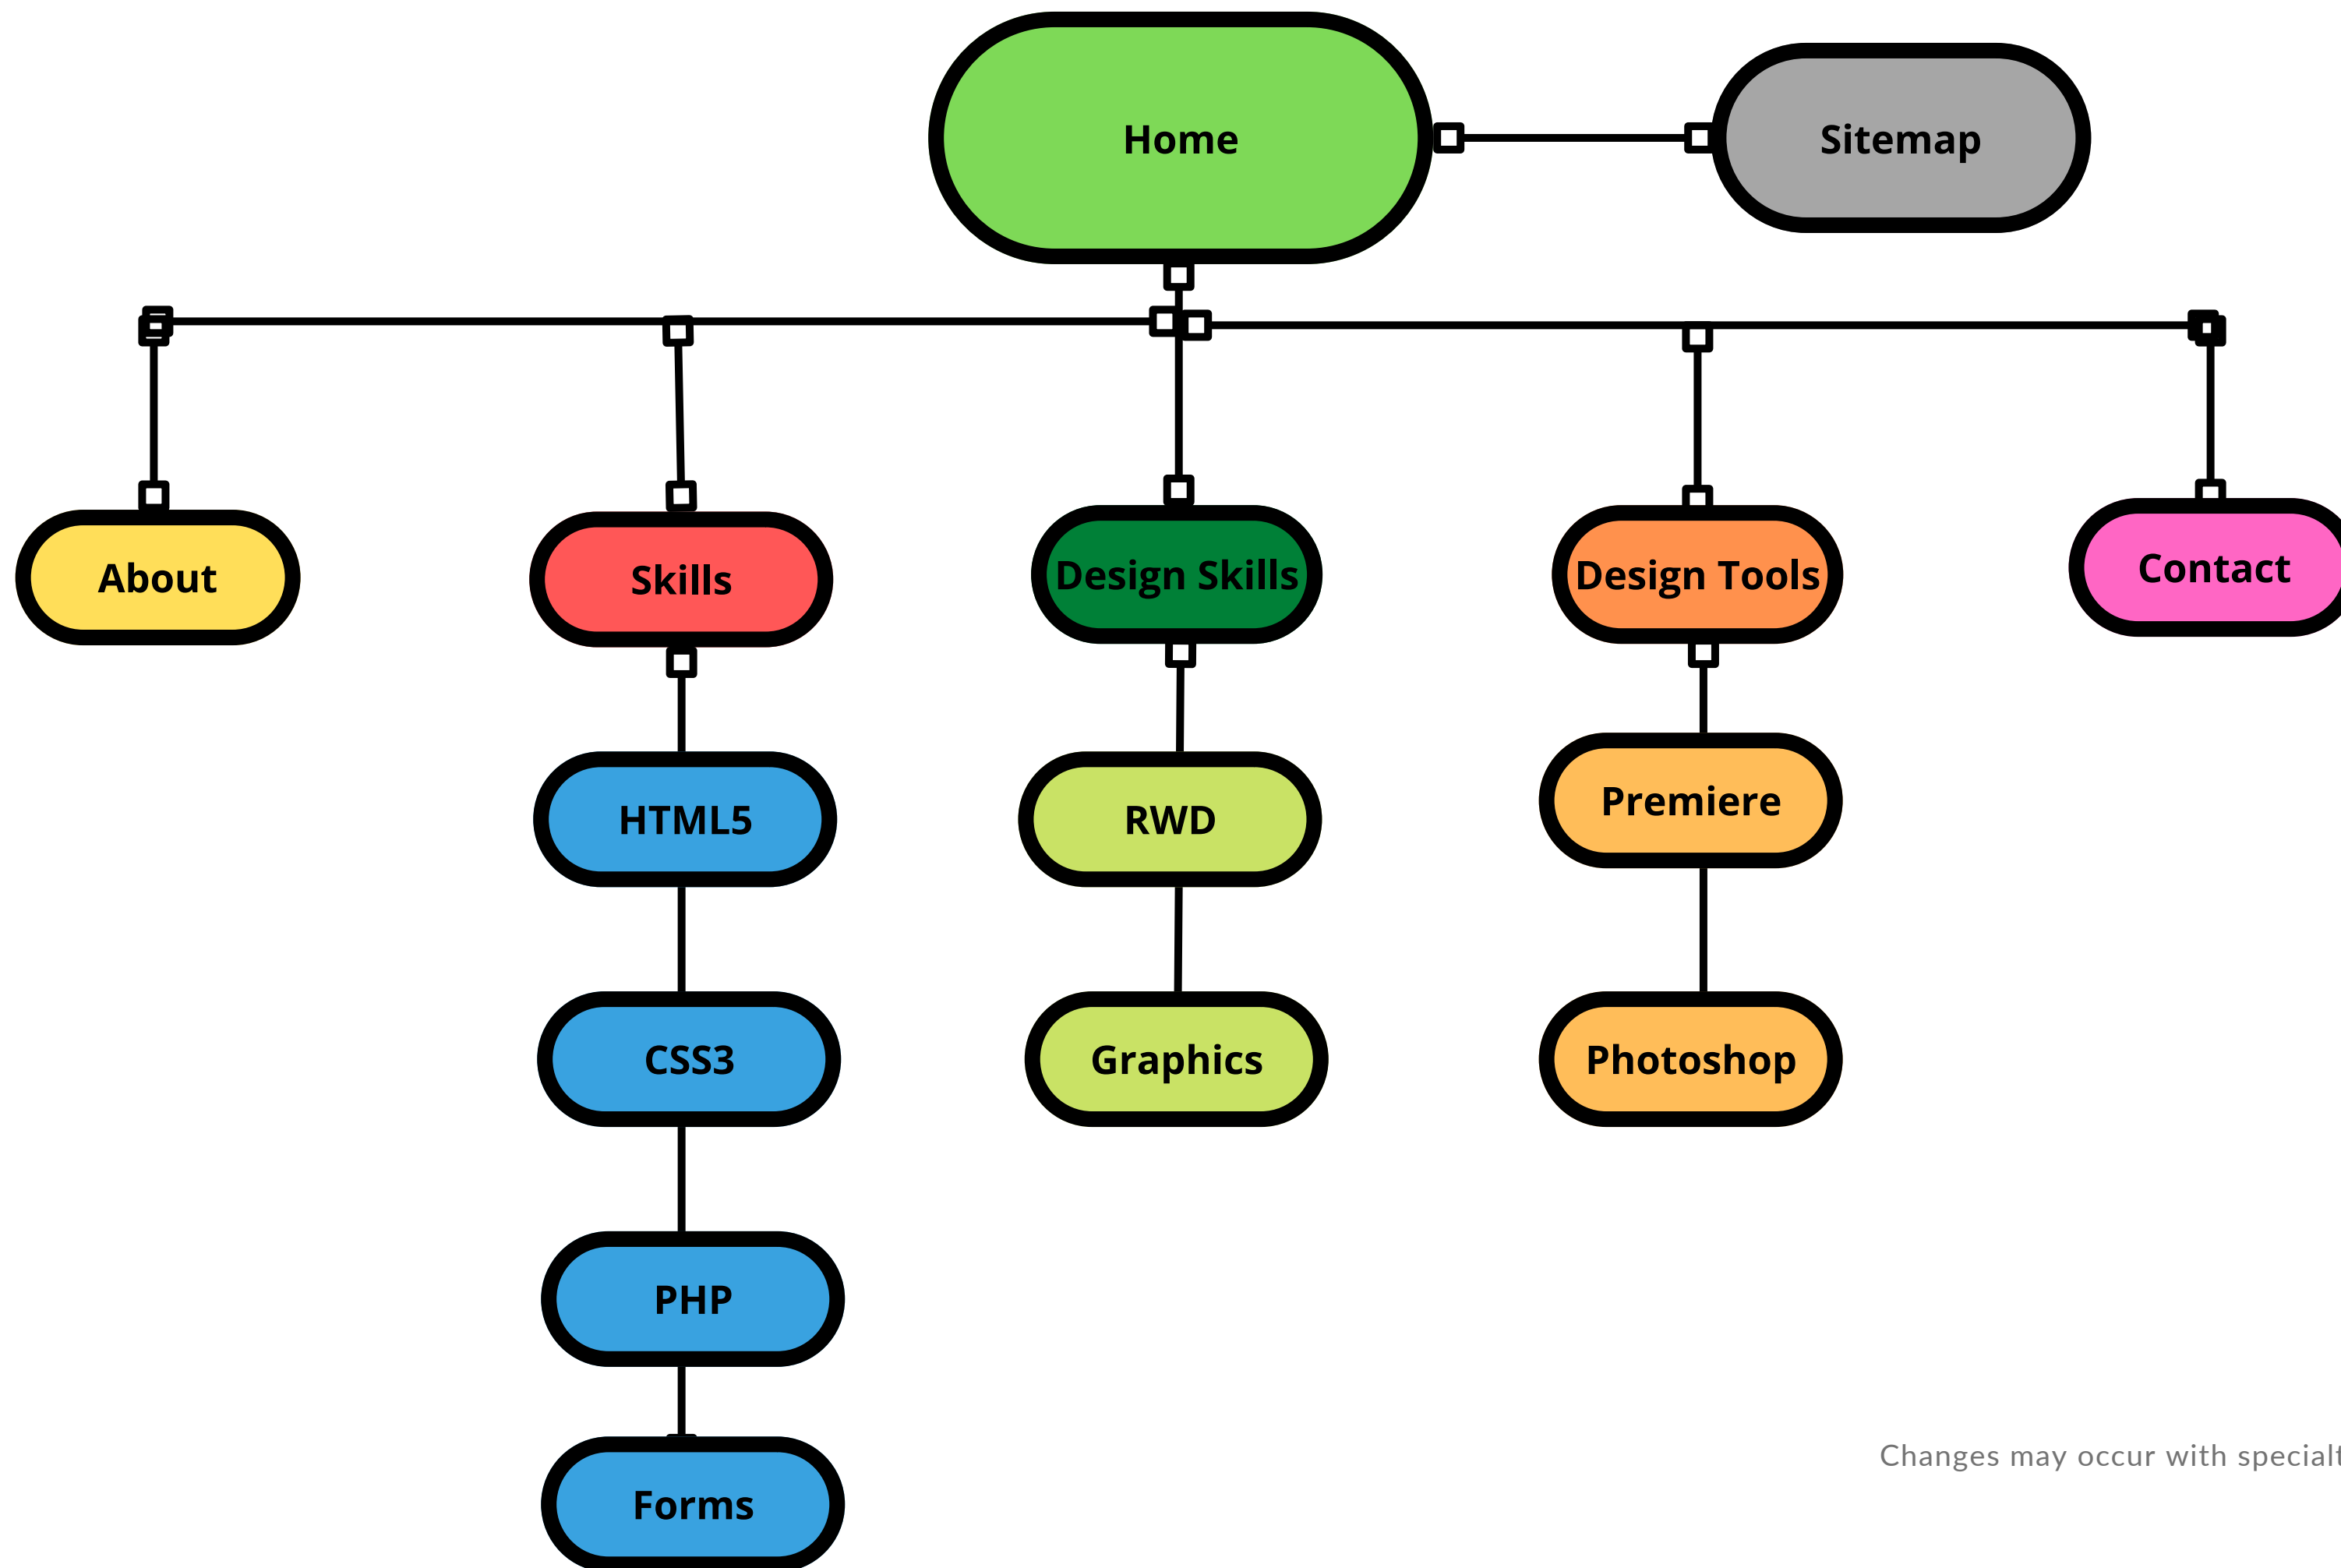 Home
Sitemap
About
Skills
Design Skills
Design Tools
Contact
HTML5
RWD
Premiere
CSS3
Graphics
Photoshop
PHP
Forms
Changes may occur with